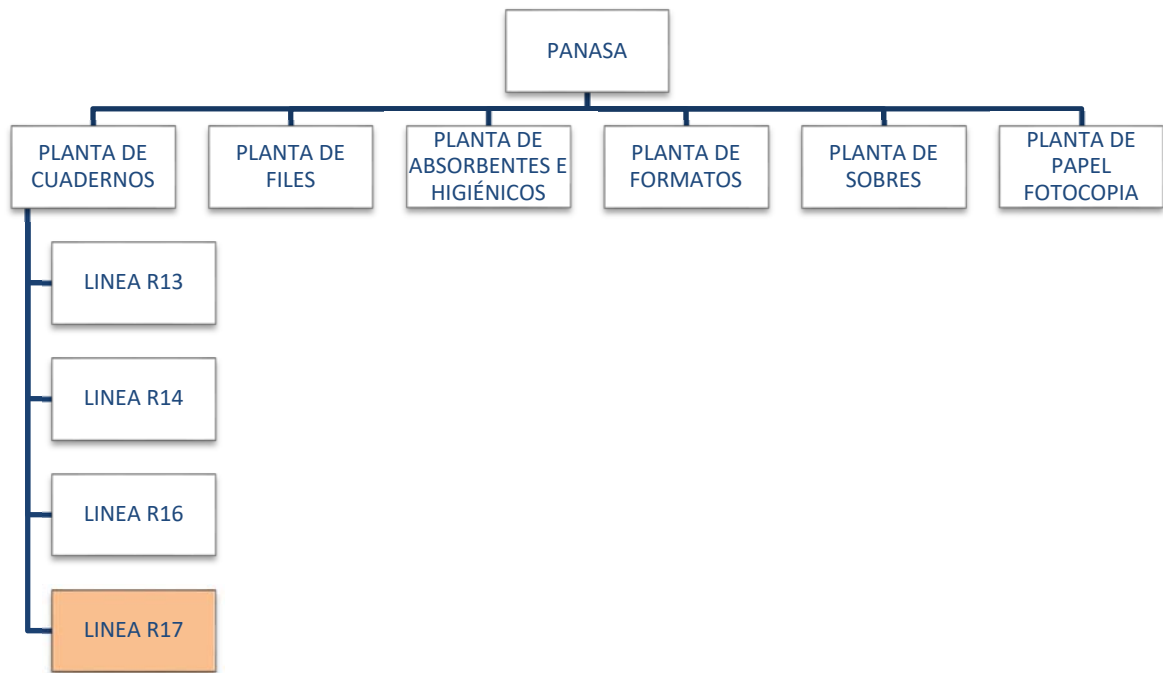 PANASA
PLANTA DE
CUADERNOS
PLANTA DE
FILES
PLANTA DE
ABSORBENTES E
HIGIÉNICOS
PLANTA DE
FORMATOS
PLANTA DE
SOBRES
PLANTA DE
PAPEL
FOTOCOPIA
LINEA R13
LINEA R14
LINEA R16
LINEA R17